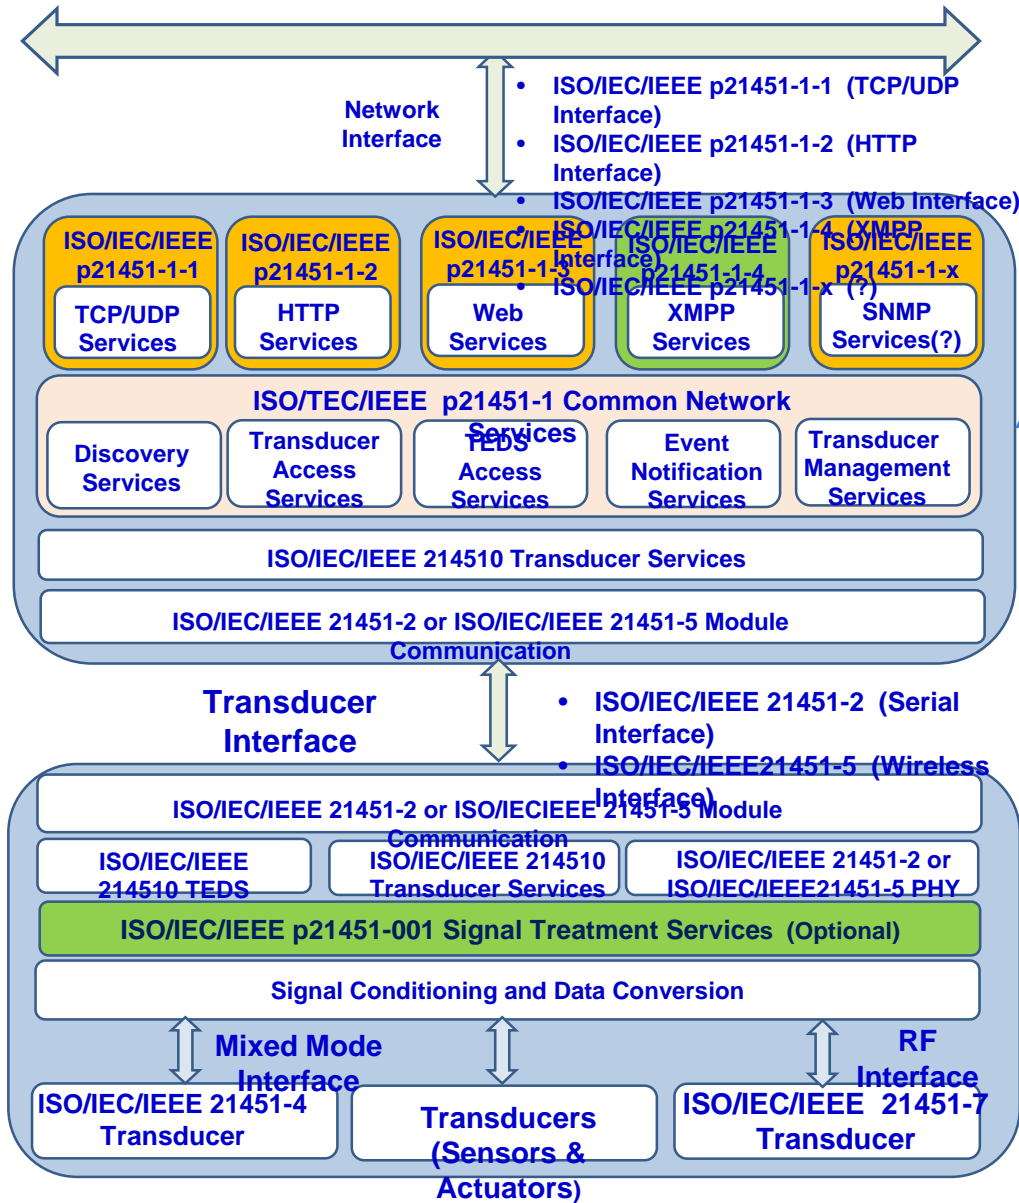 Network
Interface
• ISO/IEC/IEEE p21451-1-1 (TCP/UDP
Interface)
• ISO/IEC/IEEE p21451-1-2 (HTTP
Interface)
• ISO/IEC/IEEE p21451-1-3 (Web Interface)
• ISO/IEC/IEEE p21451-1-4 (XMPP
Interface)
• ISO/IEC/IEEE p21451-1-x (?)
ISO/IEC/IEEE
p21451-1-1
TCP/UDP
Services
ISO/IEC/IEEE
p21451-1-2
HTTP
Services
ISO/IEC/IEEE
p21451-1-3
Web
Services
ISO/IEC/IEEE
p21451-1-4
XMPP
Services
ISO/IEC/IEEE
p21451-1-x
SNMP
Services(?)
ISO/TEC/IEEE p21451-1 Common Network
Services
Discovery
Services
Transducer
Access
Services
TEDS
Access
Services
Event
Notification
Services
Transducer
Management
Services
ISO/IEC/IEEE 214510 Transducer Services
ISO/IEC/IEEE 21451-2 or ISO/IEC/IEEE 21451-5 Module
Communication
Transducer
Interface
• ISO/IEC/IEEE 21451-2 (Serial
Interface)
• ISO/IEC/IEEE21451-5 (Wireless
Interface)
ISO/IEC/IEEE 21451-2 or ISO/IECIEEE 21451-5 Module
Communication
ISO/IEC/IEEE
214510 TEDS
ISO/IEC/IEEE 214510
Transducer Services
ISO/IEC/IEEE 21451-2 or
ISO/IEC/IEEE21451-5 PHY
ISO/IEC/IEEE p21451-001 Signal Treatment Services (Optional)
Signal Conditioning and Data Conversion
Mixed Mode
Interface
RF
Interface
ISO/IEC/IEEE 21451-4
Transducer
Transducers
(Sensors &
Actuators)
ISO/IEC/IEEE 21451-7
Transducer